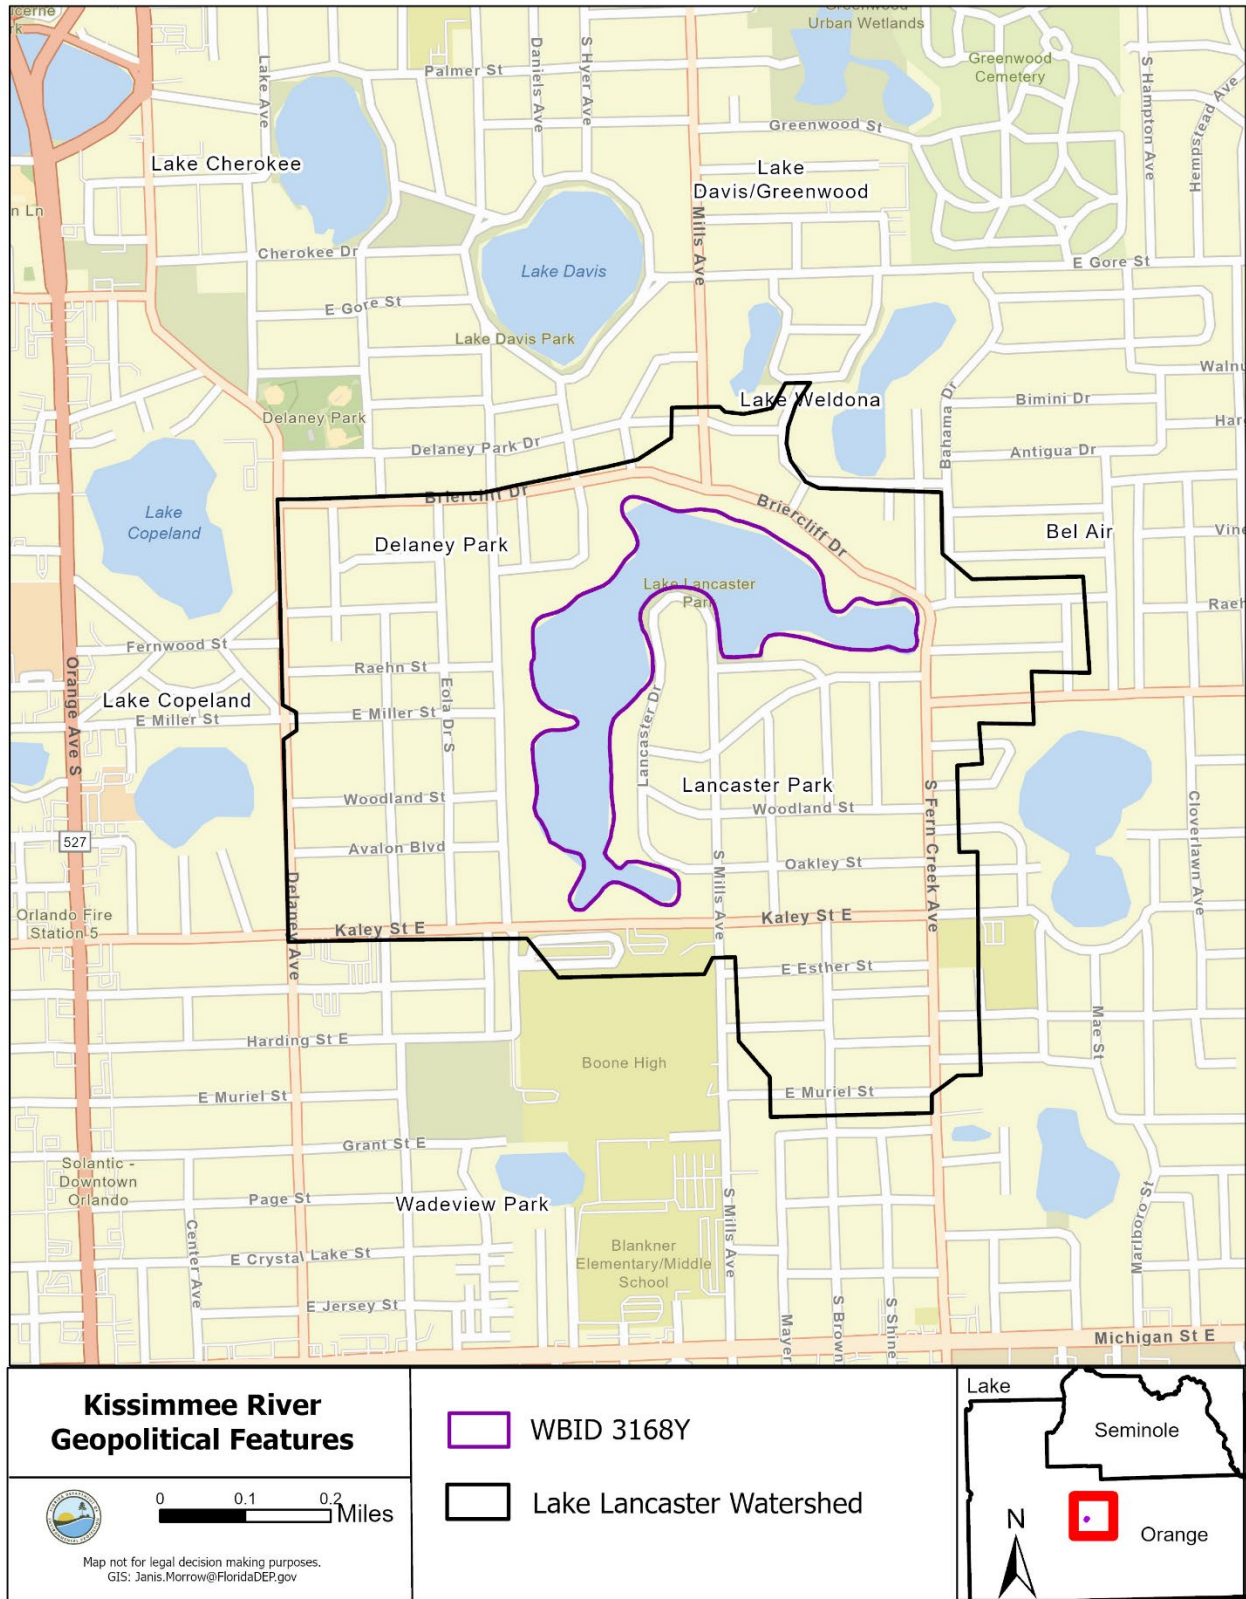 ucerne
rk
Greenwood
Urban Wetlands
Greenwood
Cemetery
Palmer St
Lake Ave
Daniels Ave
S Hyer Ave
S Hampton Ave
Hempstead Ave
Greenwood St
Lake Cherokee
Lake
Davis/Greenwood
n Ln
Mills Ave
Cherokee Dr
Lake Davis
E Gore St
E Gore St
Lake Davis Park
Walnu
Lake Weldona
Bimini Dr
Delaney Park
Bahama Dr
Hard
Delaney Park Dr
Antigua Dr
Briercliff Dr
Briercliff Dr
Lake
Copeland
Delaney Park
Bel Air
Vine
Lake Lancaster
Park
Raeh
Fernwood St
Raehn St
Orange Ave S
Lake Copeland
E Miller St
E Miller St
Eola Dr S
Lancaster Dr
Lancaster Park
Woodland St
Woodland St
S Fern Creek Ave
Cloverlawn Ave
527
Avalon Blvd
Oakley St
S Mills Ave
Delaney Ave
Orlando Fire
Station 5
Kaley St E
Kaley St E
E Esther St
Harding St E
Boone High
Mae St
E Muriel St
E Muriel St
Grant St E
Solantic -
Downtown
Orlando
Page St
Wadeview Park
S Mills Ave
Marlboro St
Center Ave
E Crystal Lake St
Blankner
Elementary/Middle
School
E Jersey St
Mayer
S Brown
S Shine
Michigan St E
Kissimmee River
Geopolitical Features
0 0.1 0.2
Miles
Map not for legal decision making purposes.
GIS: Janis.Morrow@FloridaDEP.gov
WBID 3168Y
Lake Lancaster Watershed
Lake
Seminole
N
Orange